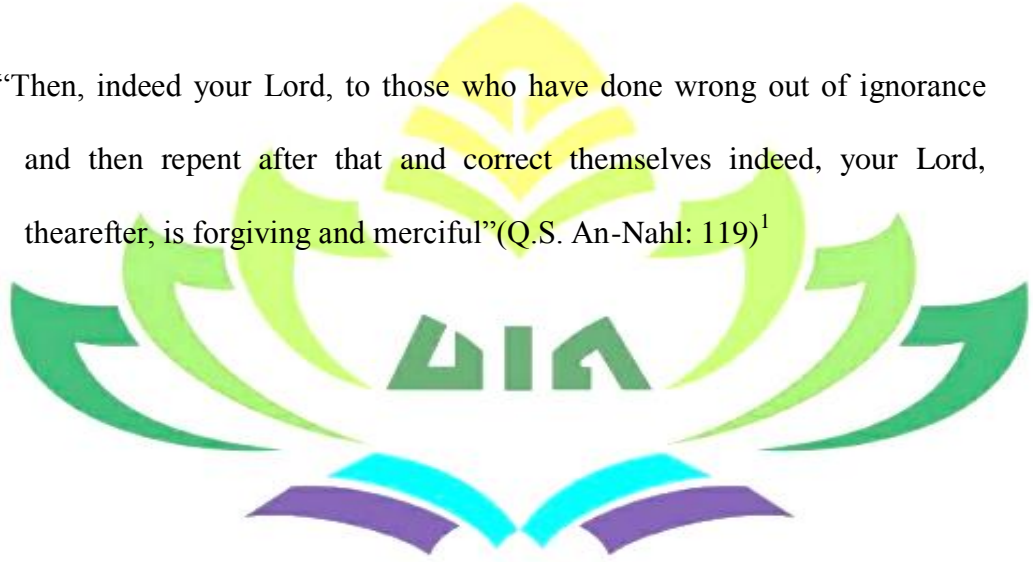 “Then, indeed your Lord, to those who have done wrong out of ignorance
and then repent after that and correct themselves indeed, your Lord,
thearefter, is forgiving and merciful”(Q.S. An-Nahl: 119)1
UIN